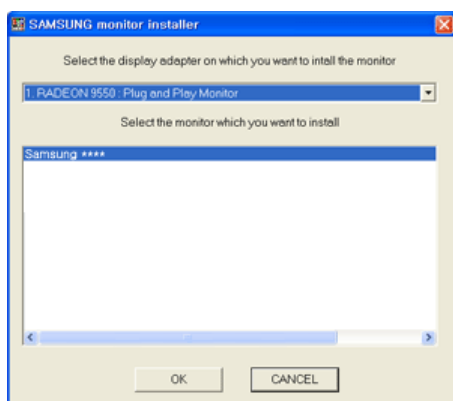 SAMSUNG monitor installer
Select the display adapter on which you want to intall the monitor
1. RADEON 9550 : Plug and Play Monitor
Select the monitor which you want to install
Samsung ****
OK CANCEL